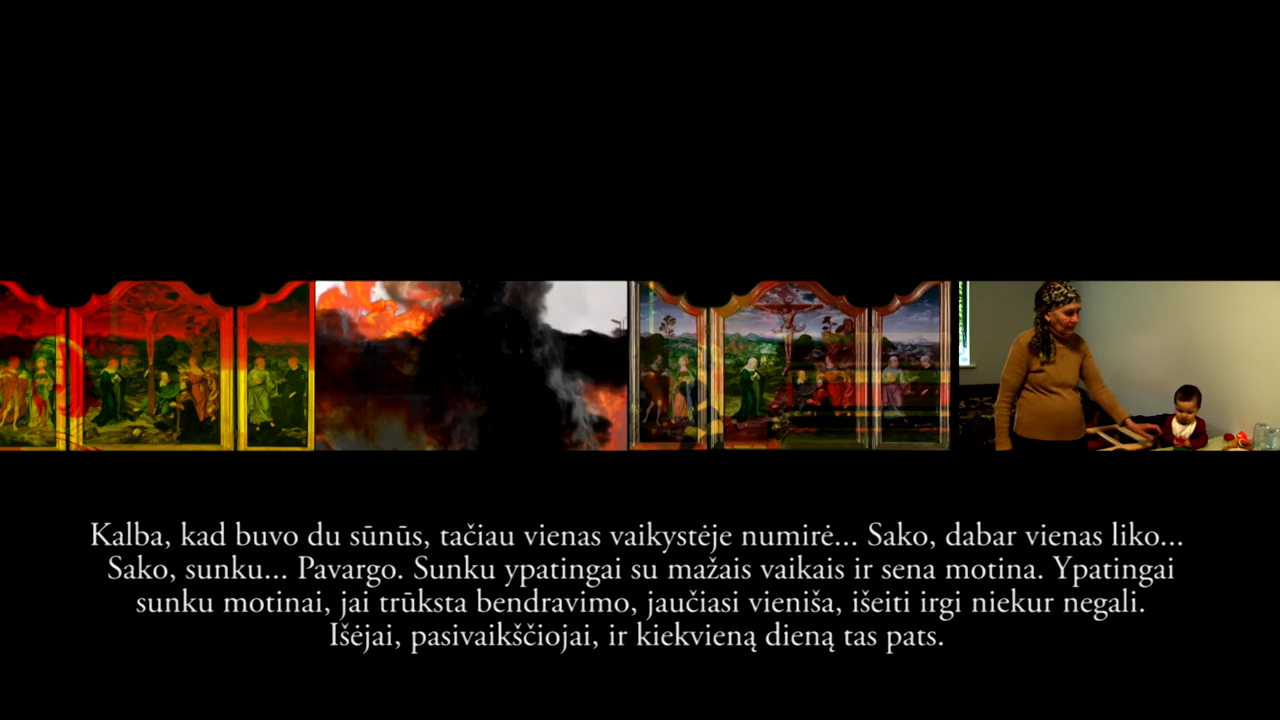 Kalba, kad buvo du sūnūs, tačiau vienas vaikystėje numirė... Sako, dabar vienas liko...
Sako, sunku... Pavargo. Sunku ypatingai su mažais vaikais ir sena motina. Ypatingai
sunku motinai, jai trūksta bendravimo, jaučiasi vieniša, išeiti irgi niekur negali.
Išėjai, pasivaikščiojai, ir kiekvieną dieną tas pats.